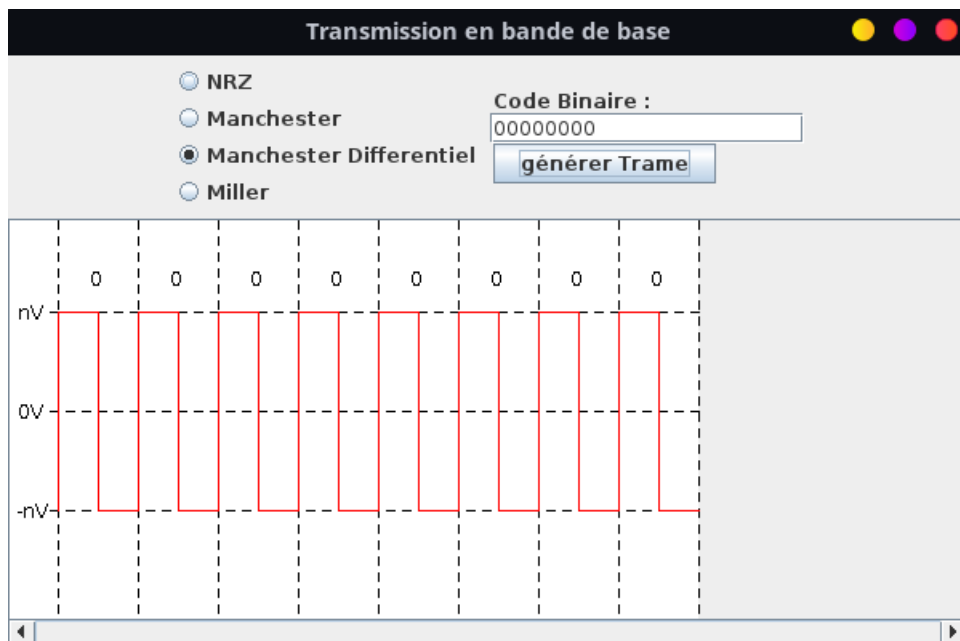 Transmission en bande de base
NRZ
Manchester
Manchester Differentiel
Miller
Code Binaire :
00000000
générer Trame
0 0 0 0 0 0 0 0
nV
0V
-nV